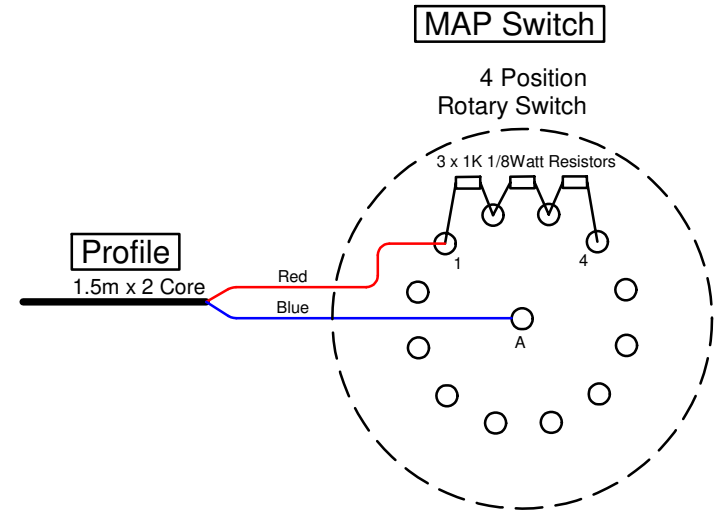 MAP Switch
4 Position
Rotary Switch
3 x 1K 1/8Watt Resistors
1
4
Profile
1.5m x 2 Core
Red
Blue
A